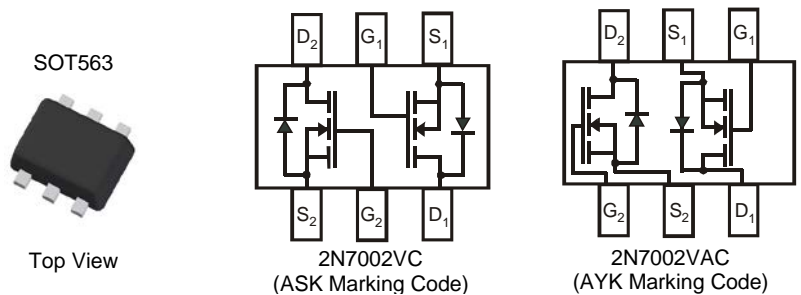 SOT563
Top View
D2 G1 S1
S2 G2 D1
2N7002VC
(ASK Marking Code)
D2 S1 G1
G2 S2 D1
2N7002VAC
(AYK Marking Code)